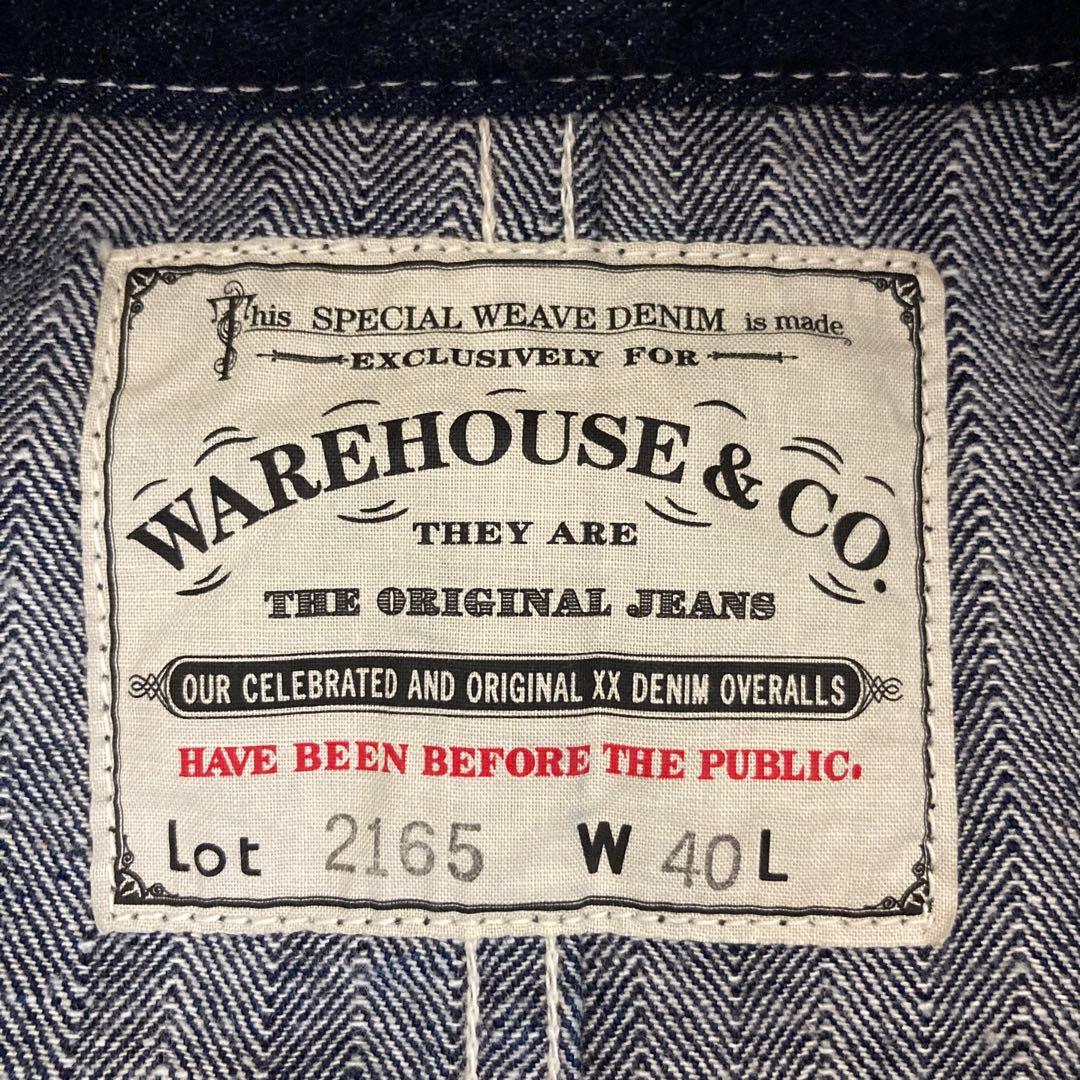 This SPECIAL WEAVE DENIM is made
EXCLUSIVELY FOR
WAREHOUSE & CO.
THEY ARE
THE ORIGINAL JEANS
OUR CELEBRATED AND ORIGINAL XX DENIM OVERALLS
HAVE BEEN BEFORE THE PUBLIC.
Lot 2165 W 40 L